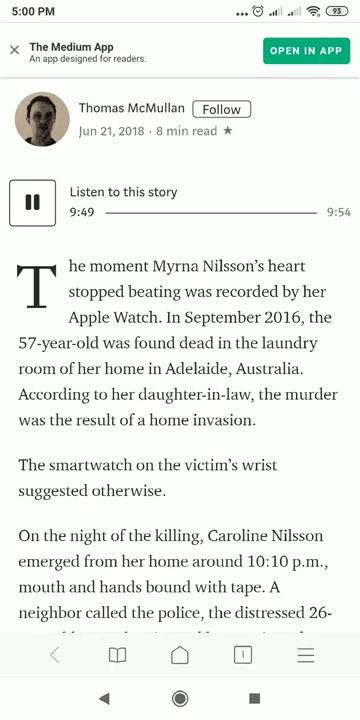 5:00 PM
93
The Medium App
An app designed for readers.
OPEN IN APP
Thomas McMullan Follow
Jun 21, 2018 · 8 min read ★
Listen to this story
9:49 9:54
The moment Myrna Nilsson’s heart
stopped beating was recorded by her
Apple Watch. In September 2016, the
57-year-old was found dead in the laundry
room of her home in Adelaide, Australia.
According to her daughter-in-law, the murder
was the result of a home invasion.
The smartwatch on the victim’s wrist
suggested otherwise.
On the night of the killing, Caroline Nilsson
emerged from her home around 10:10 p.m.,
mouth and hands bound with tape. A
neighbor called the police, the distressed 26-
1